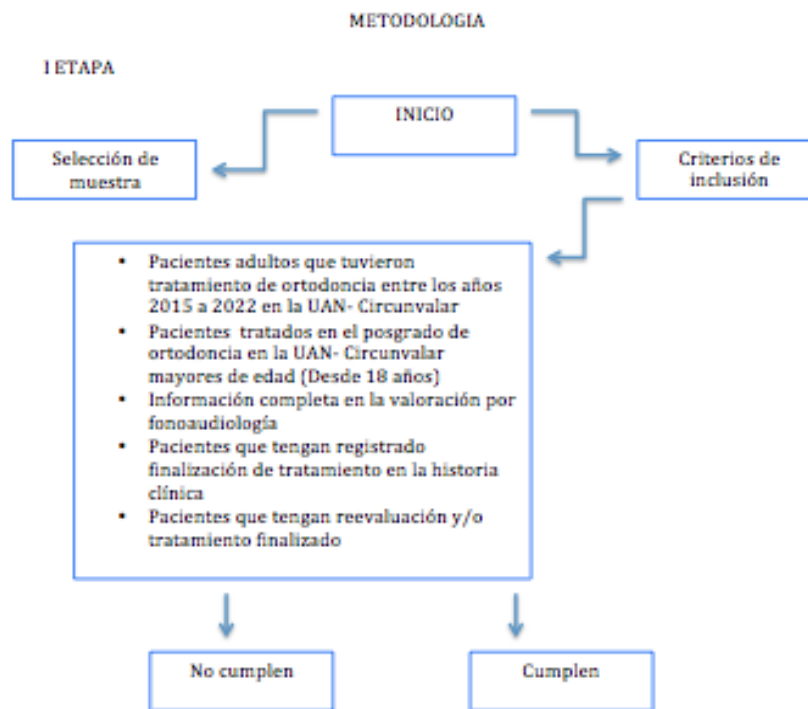 METODOLOGIA
I ETAPA
INICIO
Selección de
muestra
Criterios de
inclusión
• Pacientes adultos que tuvieron
tratamiento de ortodoncia entre los años
2015 a 2022 en la UAN- Circunvalar
• Pacientes tratados en el posgrado de
ortodoncia en la UAN- Circunvalar
mayores de edad (Desde 18 años)
• Información completa en la valoración por
fonoaudiología
• Pacientes que tengan registrado
finalización de tratamiento en la historia
clínica
• Pacientes que tengan reevaluación y/o
tratamiento finalizado
No cumplen
Cumplen